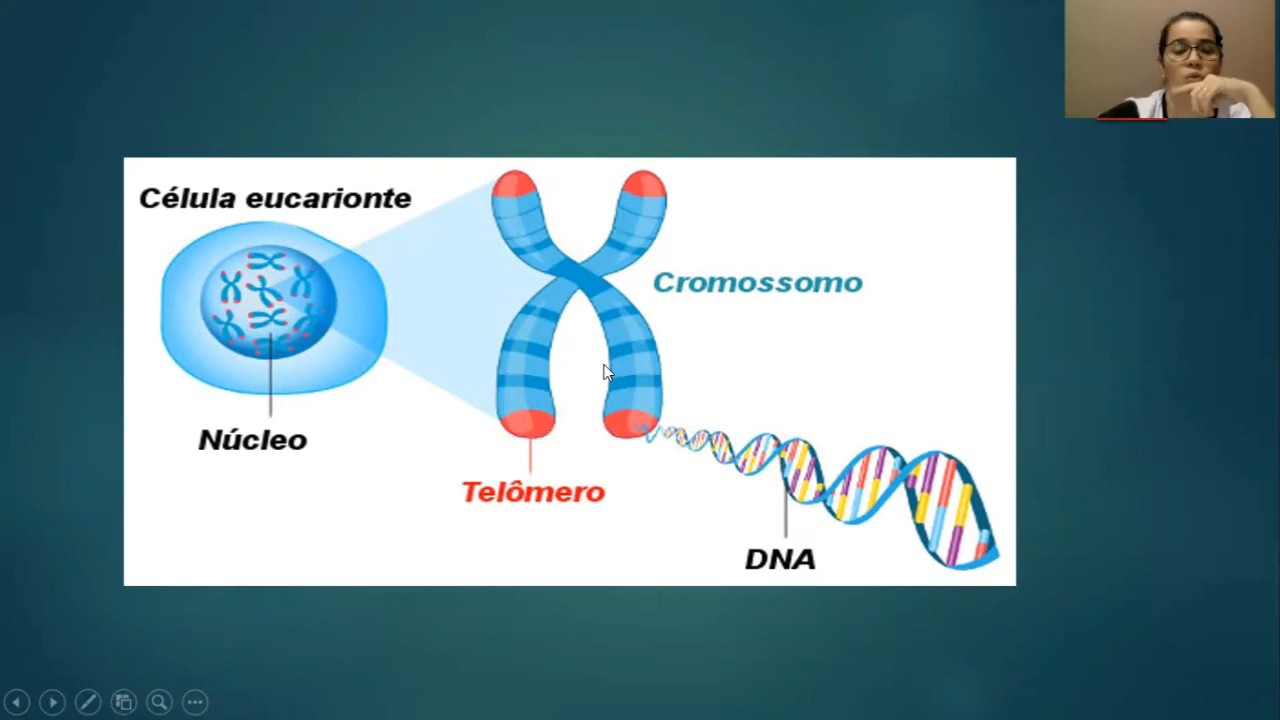 Célula eucarionte
Cromossomo
Núcleo
Telômero
DNA